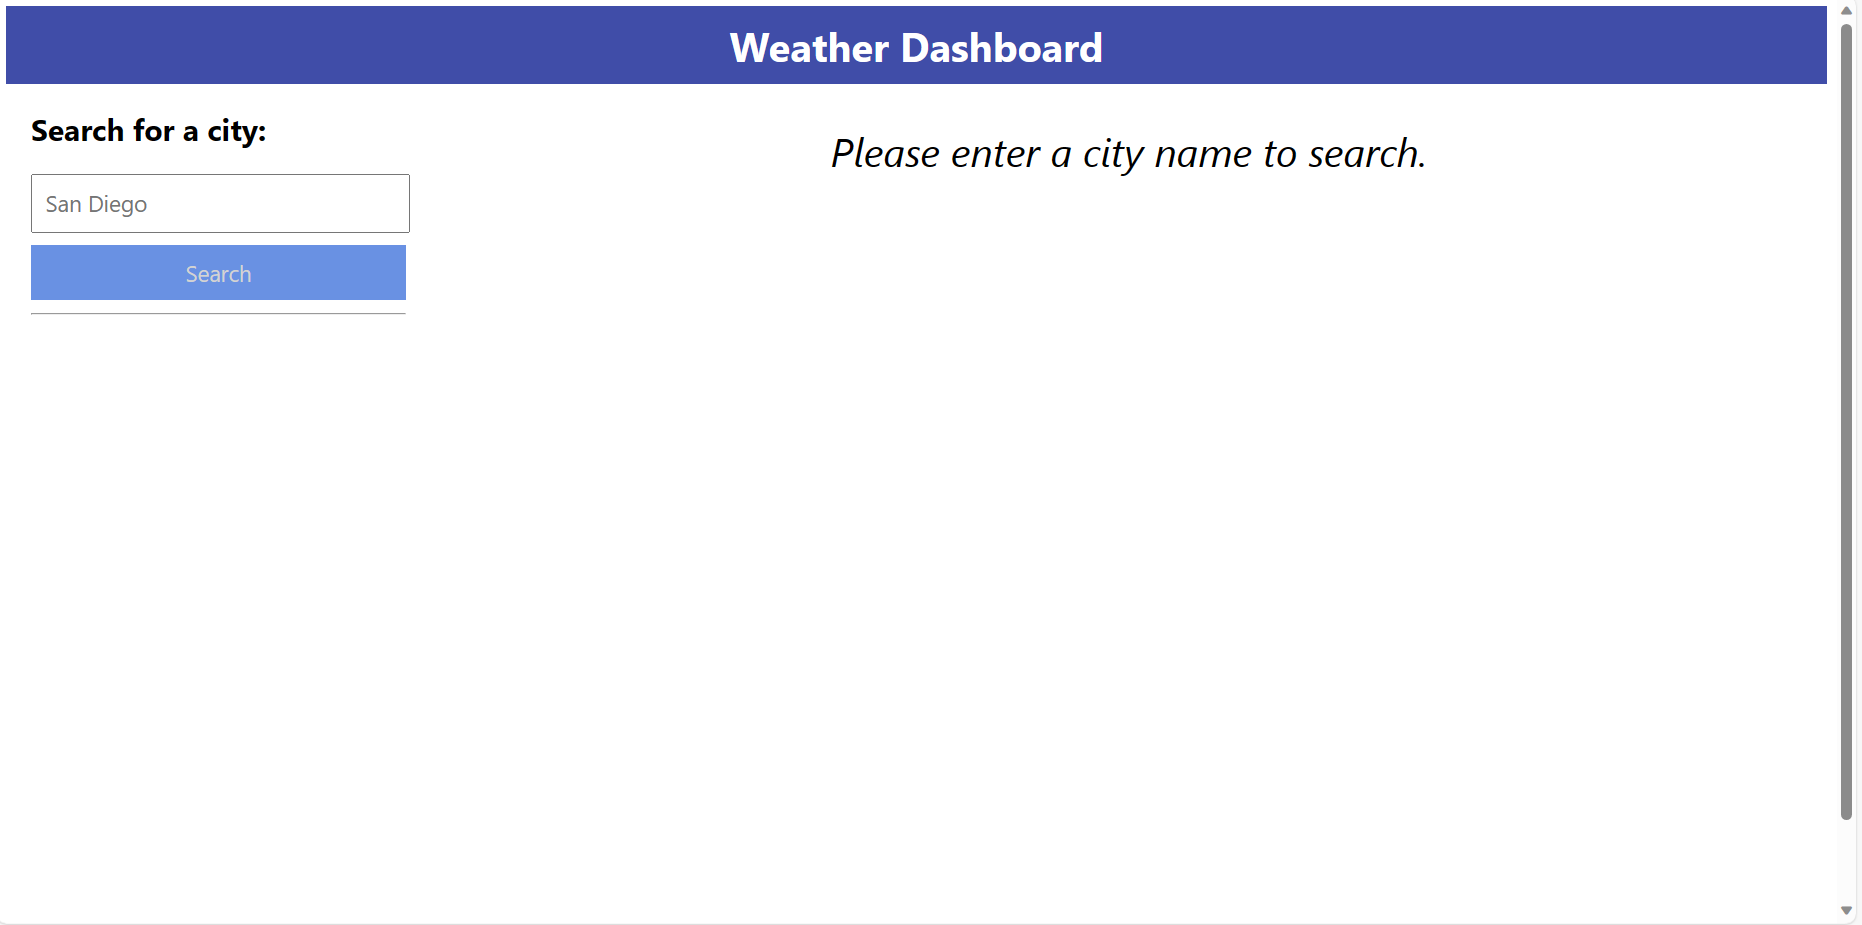 Weather Dashboard
Search for a city:
San Diego
Search
Please enter a city name to search.